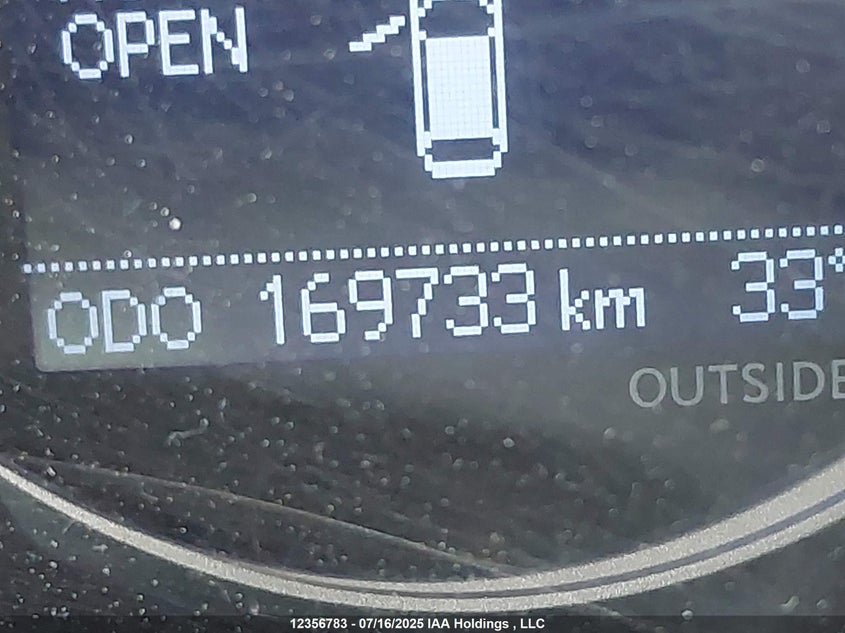 OPEN
ODO 169733 km 33°
OUTSIDE
12356783 - 07/16/2025 IAA Holdings , LLC